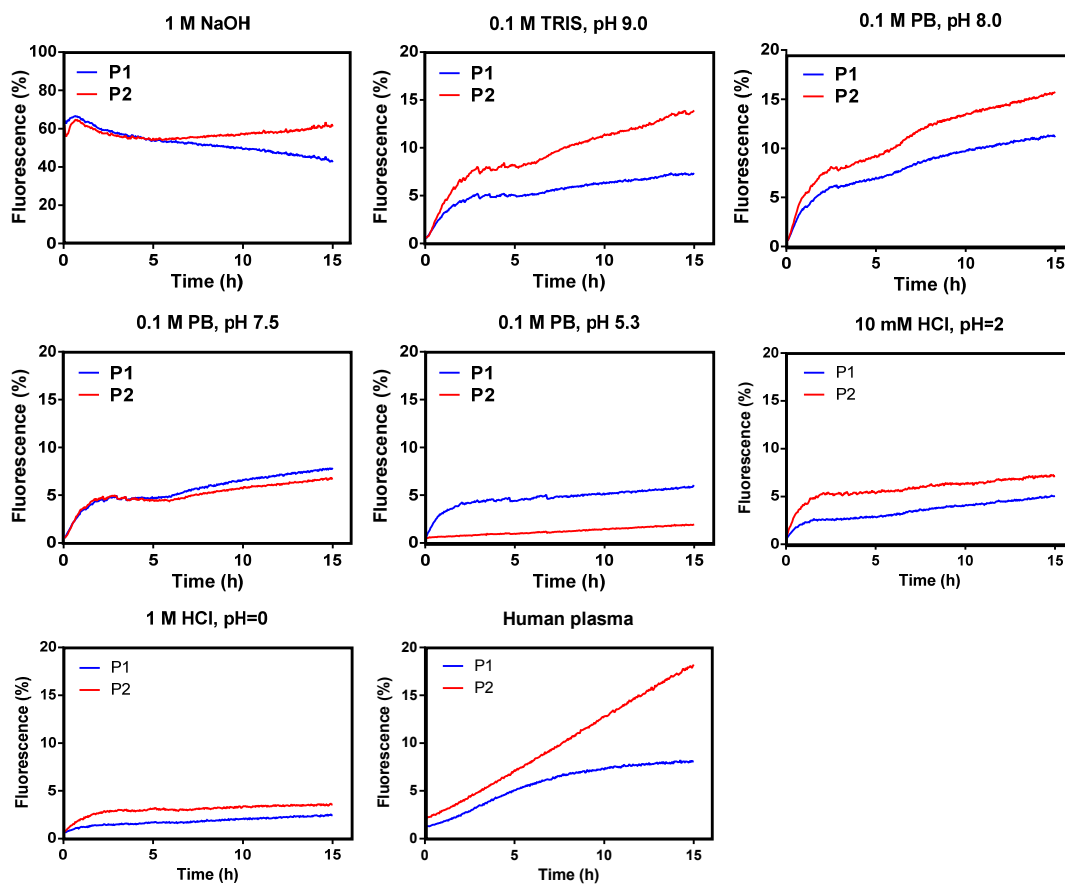 1 M NaOH
Fluorescence (%)
100
80
60
40
20
0
P1
P2
0 5 10 15
Time (h)
0.1 M TRIS, pH 9.0
Fluorescence (%)
20
15
10
5
0
P1
P2
0 5 10 15
Time (h)
0.1 M PB, pH 8.0
Fluorescence (%)
20
15
10
5
0
P1
P2
0 5 10 15
Time (h)
0.1 M PB, pH 7.5
Fluorescence (%)
20
15
10
5
0
P1
P2
0 5 10 15
Time (h)
0.1 M PB, pH 5.3
Fluorescence (%)
20
15
10
5
0
P1
P2
0 5 10 15
Time (h)
10 mM HCl, pH=2
Fluorescence (%)
20
15
10
5
0
P1
P2
0 5 10 15
Time (h)
1 M HCl, pH=0
Fluorescence (%)
20
15
10
5
0
P1
P2
0 5 10 15
Time (h)
Human plasma
Fluorescence (%)
20
15
10
5
0
P1
P2
0 5 10 15
Time (h)